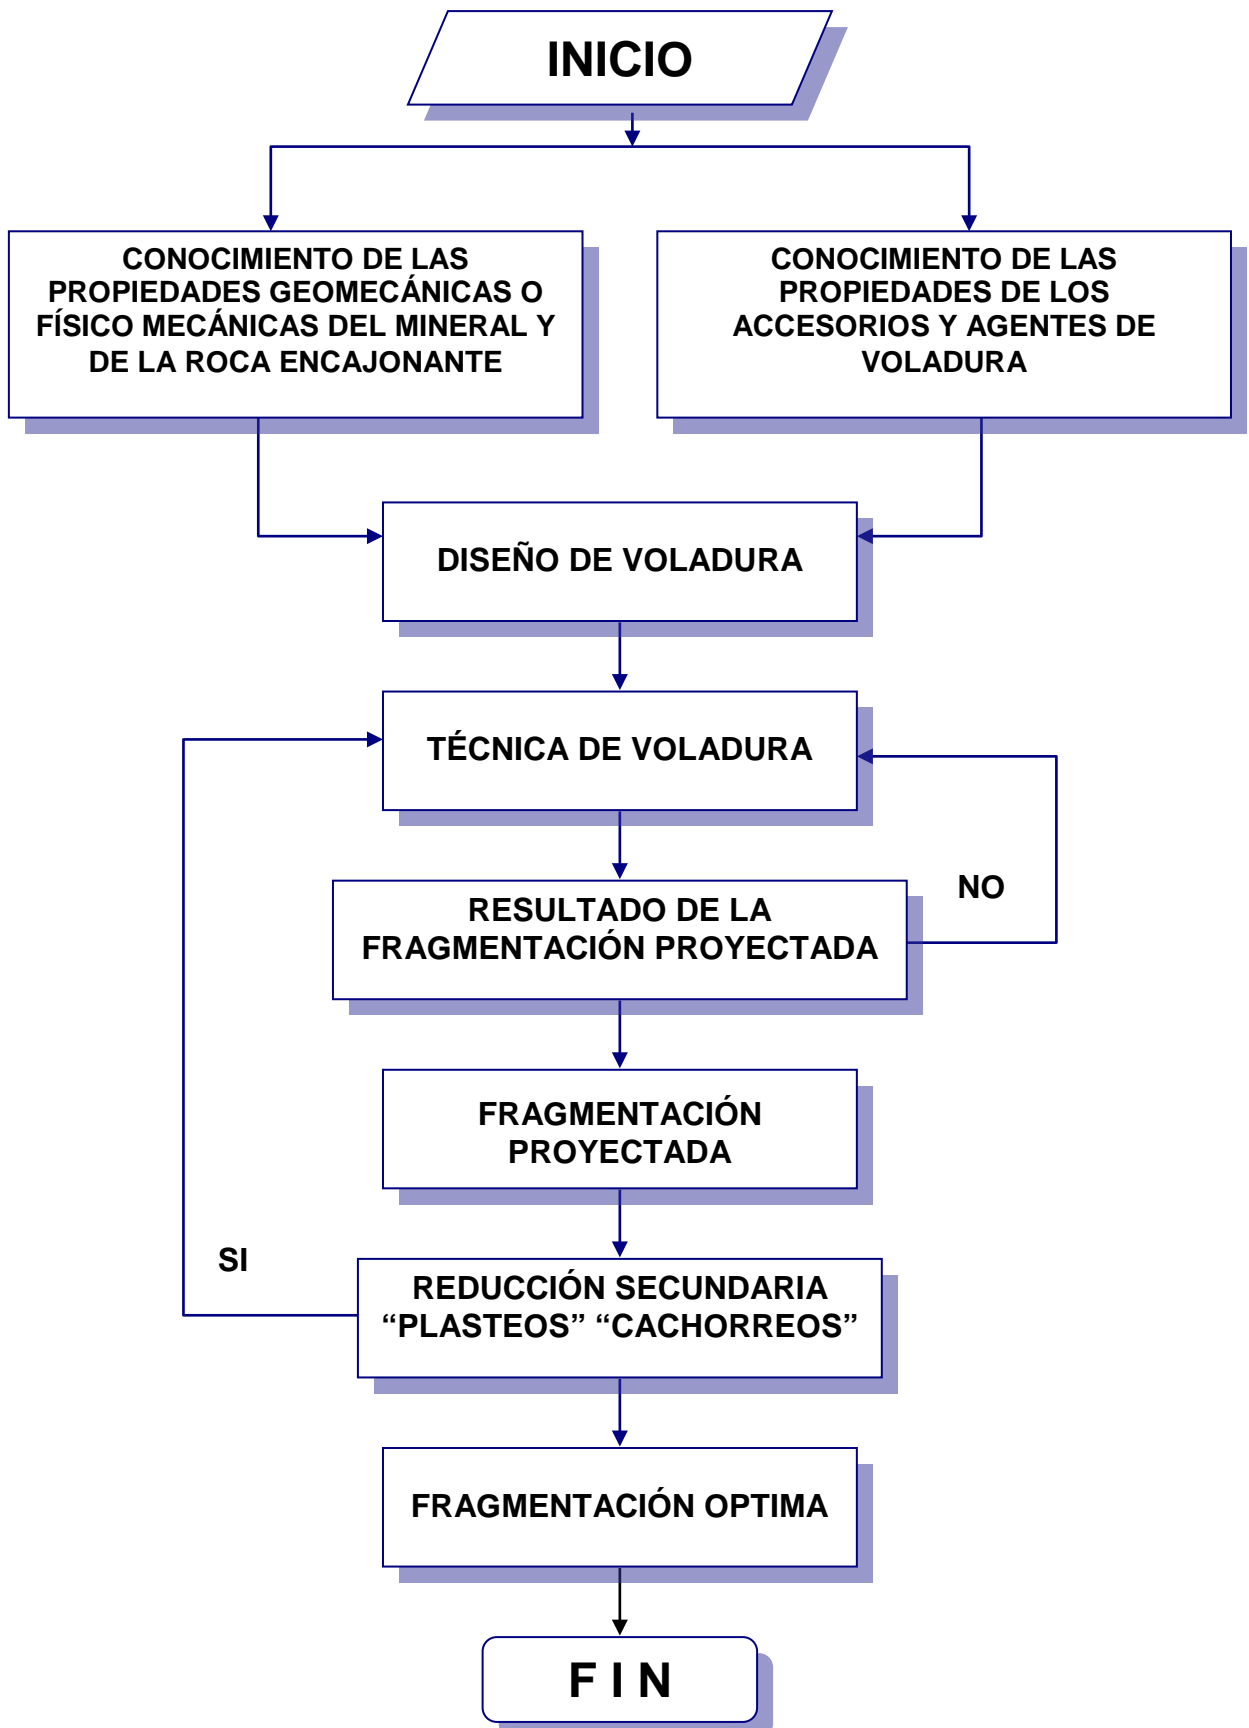 INICIO
CONOCIMIENTO DE LAS
PROPIEDADES GEOMECÁNICAS O
FÍSICO MECÁNICAS DEL MINERAL Y
DE LA ROCA ENCAJONANTE
CONOCIMIENTO DE LAS
PROPIEDADES DE LOS
ACCESORIOS Y AGENTES DE
VOLADURA
DISEÑO DE VOLADURA
TÉCNICA DE VOLADURA
NO
RESULTADO DE LA
FRAGMENTACIÓN PROYECTADA
FRAGMENTACIÓN
PROYECTADA
SI
REDUCCIÓN SECUNDARIA
“PLASTEOS” “CACHORREOS”
FRAGMENTACIÓN OPTIMA
F I N